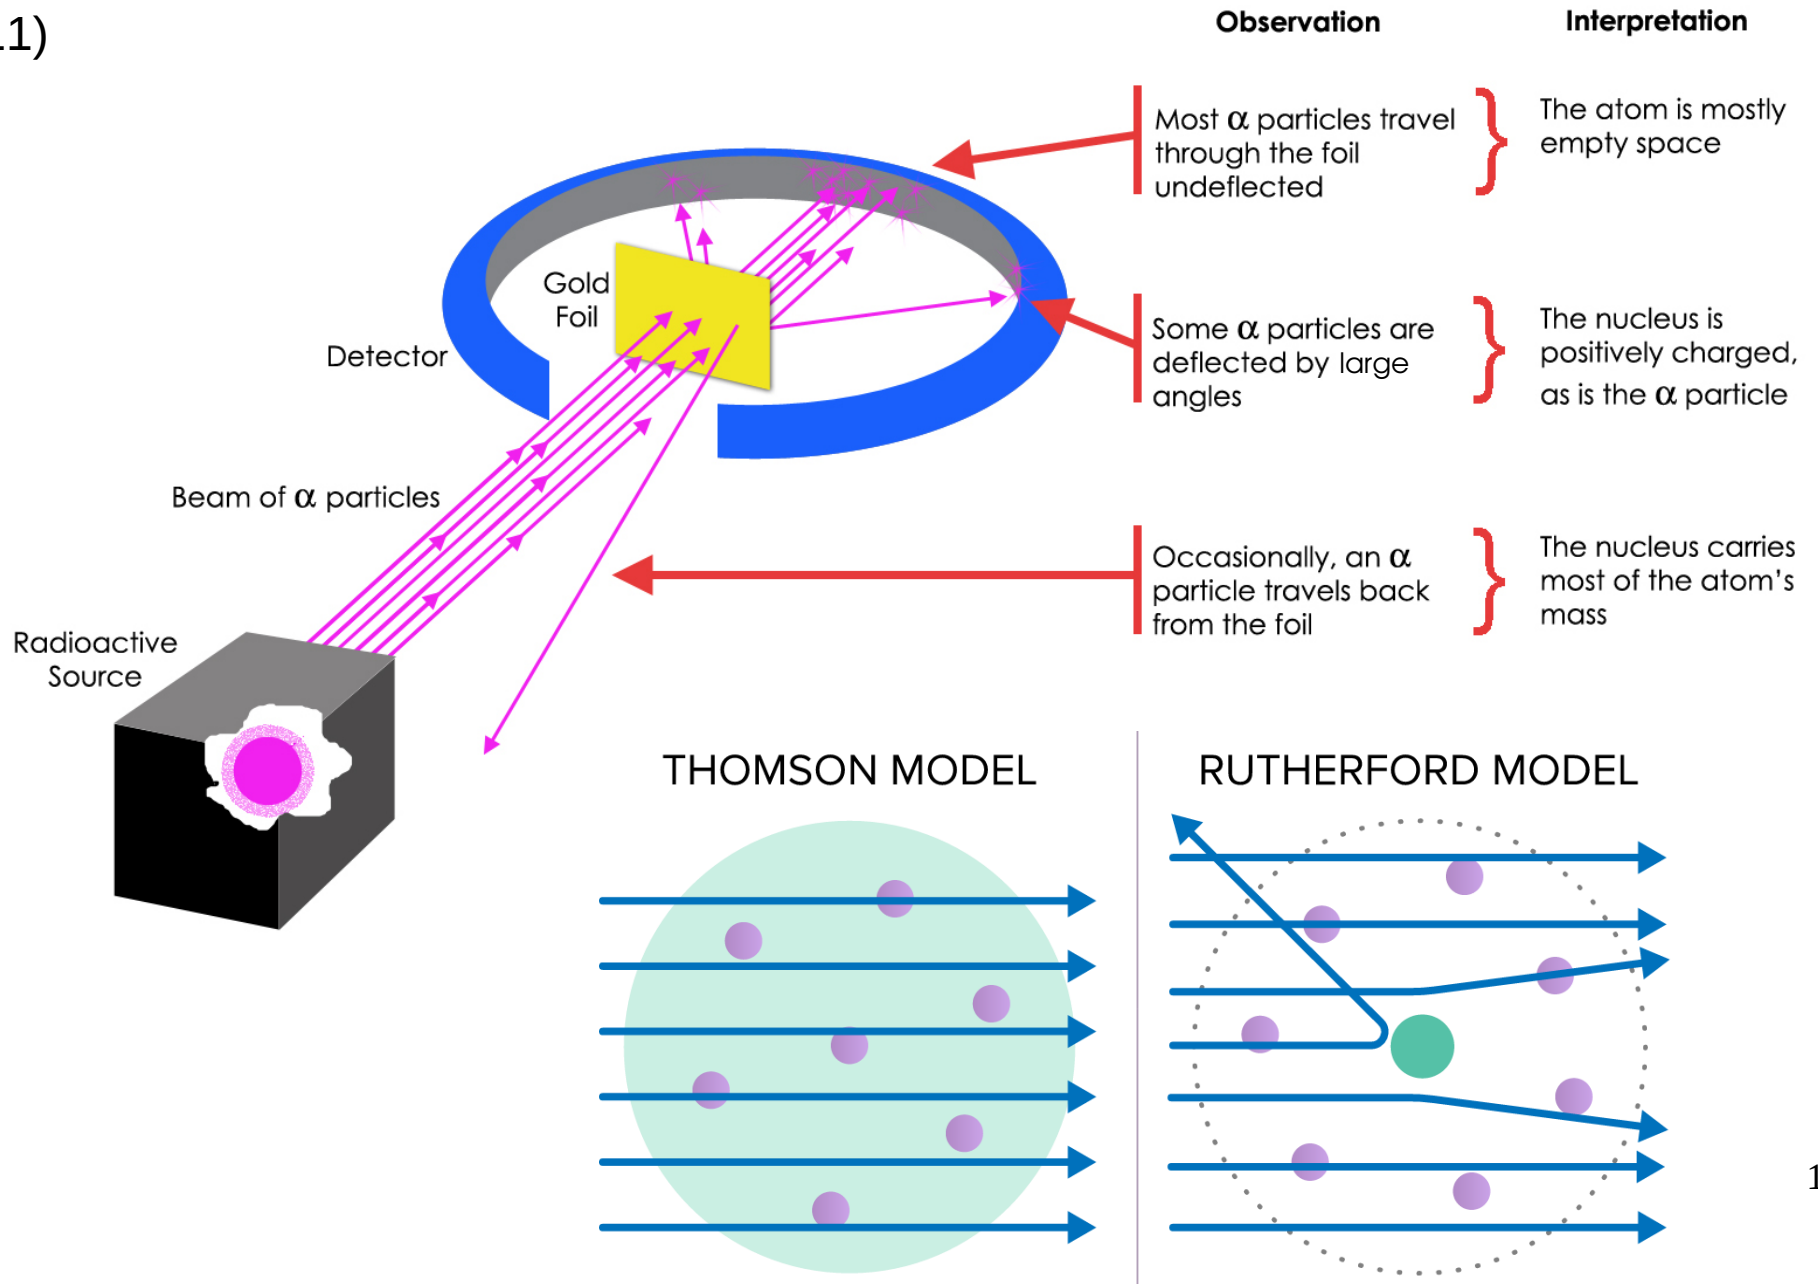 .1)
Observation
Interpretation
Most α particles travel
through the foil
undeflected
The atom is mostly
empty space
Gold
Foil
Detector
Some α particles are
deflected by large
angles
The nucleus is
positively charged,
as is the α particle
Beam of α particles
Occasionally, an α
particle travels back
from the foil
The nucleus carries
most of the atom's
mass
Radioactive
Source
THOMSON MODEL
RUTHERFORD MODEL
1